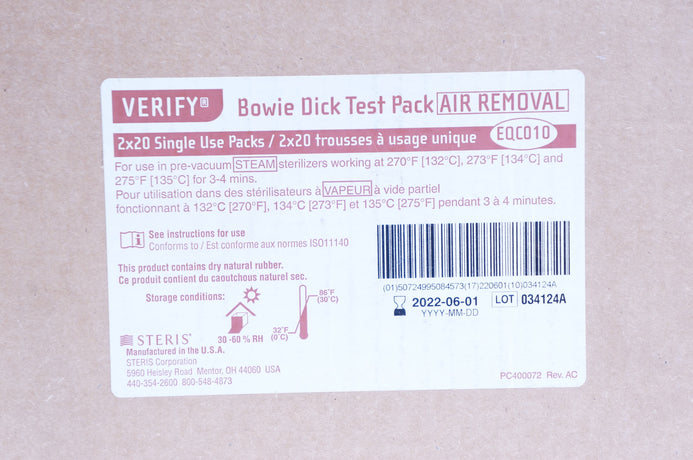 VERIFY® Bowie Dick Test Pack AIR REMOVAL
2x20 Single Use Packs / 2x20 trousses à usage unique EQC010
For use in pre-vacuum STEAM sterilizers working at 270°F [132°C], 273°F [134°C] and
275°F [135°C] for 3-4 mins.
Pour utilisation dans des stérilisateurs à VAPEUR à vide partiel
fonctionnant à 132°C [270°F], 134°C [273°F] et 135°C [275°F] pendant 3 à 4 minutes.
See instructions for use
Conforms to / Est conforme aux normes ISO11140
This product contains dry natural rubber.
Ce produit contient du caoutchouc naturel sec.
Storage conditions:
86°F
(30°C)
32°F
(0°C)
30-60 % RH
(01)50724995084573(17)220601(10)034124A
2022-06-01 LOT 034124A
YYYY-MM-DD
STERIS®
Manufactured in the U.S.A.
STERIS Corporation
5960 Heisley Road Mentor, OH 44060 USA
440-354-2600 800-548-4873
PC400072 Rev. AC